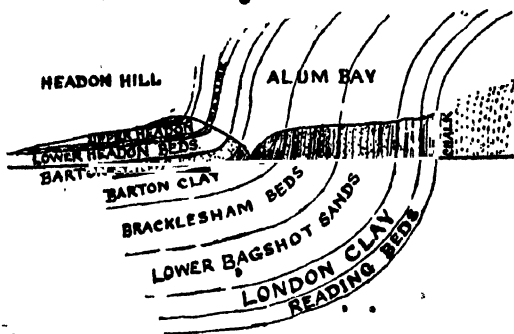 HEADON HILL
ALUM BAY
UPPER HEADON
LOWER HEADON BEDS.
CHALK
BARTON CLAY
BRACKLESHAM BEDS
LOWER BAGSHOT SANDS
LONDON CLAY
READING BEDS